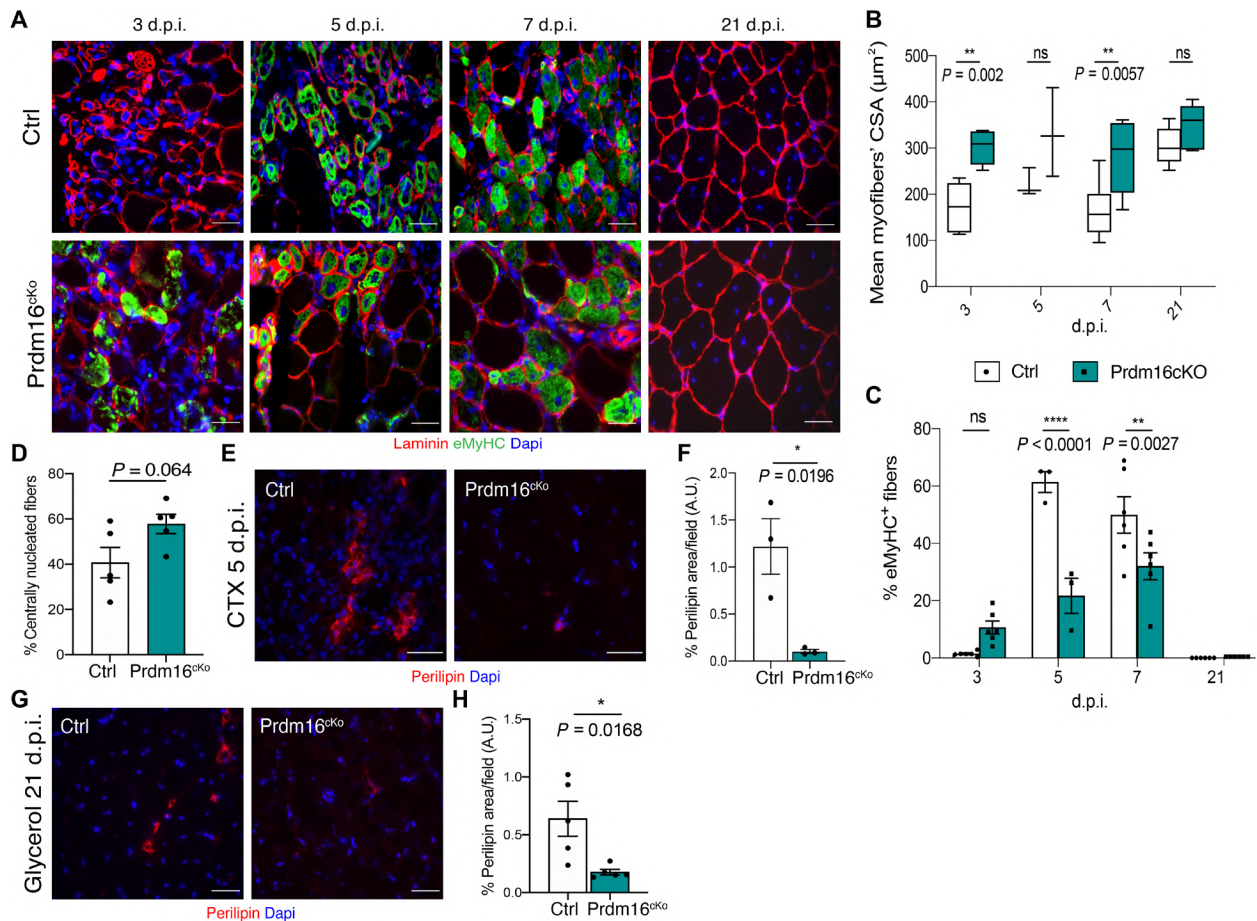 A
3 d.p.i. 5 d.p.i. 7 d.p.i. 21 d.p.i.
Ctrl
Prdm16cKo
Laminin eMyHC Dapi
B
Mean myofibers' CSA (µm²)
500
400
300
200
100
0
** ns ** ns
P = 0.002 P = 0.0057
3 5 7 21
d.p.i.
Ctrl Prdm16cKO
C
% eMyHC+ fibers
80
60
40
20
0
ns **** **
P < 0.0001 P = 0.0027
3 5 7 21
d.p.i.
D
% Centrally nucleated fibers
80
60
40
20
0
P = 0.064
Ctrl Prdm16cKo
E
CTX 5 d.p.i.
Ctrl Prdm16cKo
Perilipin Dapi
F
% Perilipin area/field (A.U.)
2.0
1.5
1.0
0.5
0.0
*
P = 0.0196
Ctrl Prdm16cKo
G
Glycerol 21 d.p.i.
Ctrl Prdm16cKo
Perilipin Dapi
H
% Perilipin area/field (A.U.)
1.5
1.0
0.5
0.0
*
P = 0.0168
Ctrl Prdm16cKo